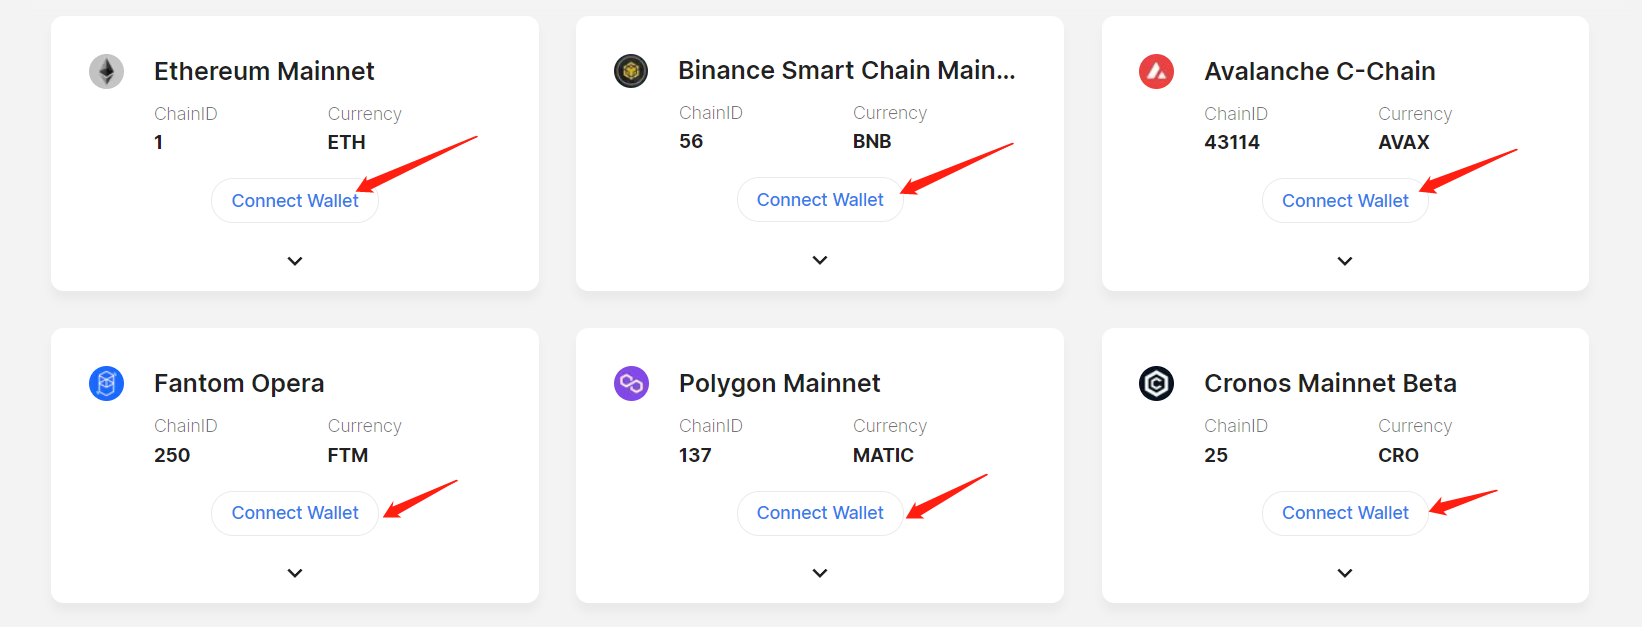 Ethereum Mainnet
ChainID Currency
1 ETH
Connect Wallet
Binance Smart Chain Main...
ChainID Currency
56 BNB
Connect Wallet
Avalanche C-Chain
ChainID Currency
43114 AVAX
Connect Wallet
Fantom Opera
ChainID Currency
250 FTM
Connect Wallet
Polygon Mainnet
ChainID Currency
137 MATIC
Connect Wallet
Cronos Mainnet Beta
ChainID Currency
25 CRO
Connect Wallet